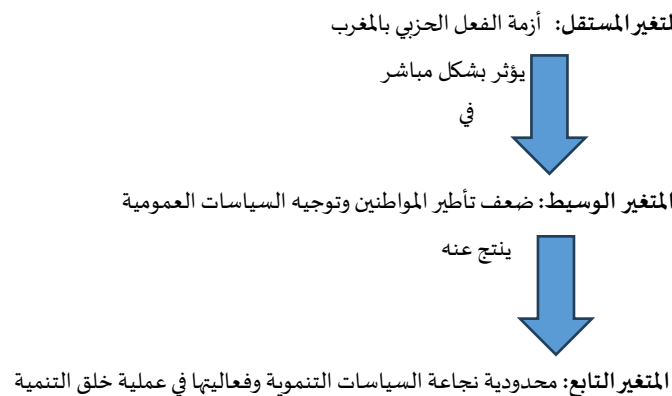 لمتغير المستقل: أزمة الفعل الحزبي بالمغرب
يؤثر بشكل مباشر
في
المتغير الوسيط: ضعف تأطير المواطنين وتوجيه السياسات العمومية
ينتج عنه
المتغير التابع: محدودية نجاعة السياسات التنموية وفعاليتها في عملية خلق التنمية